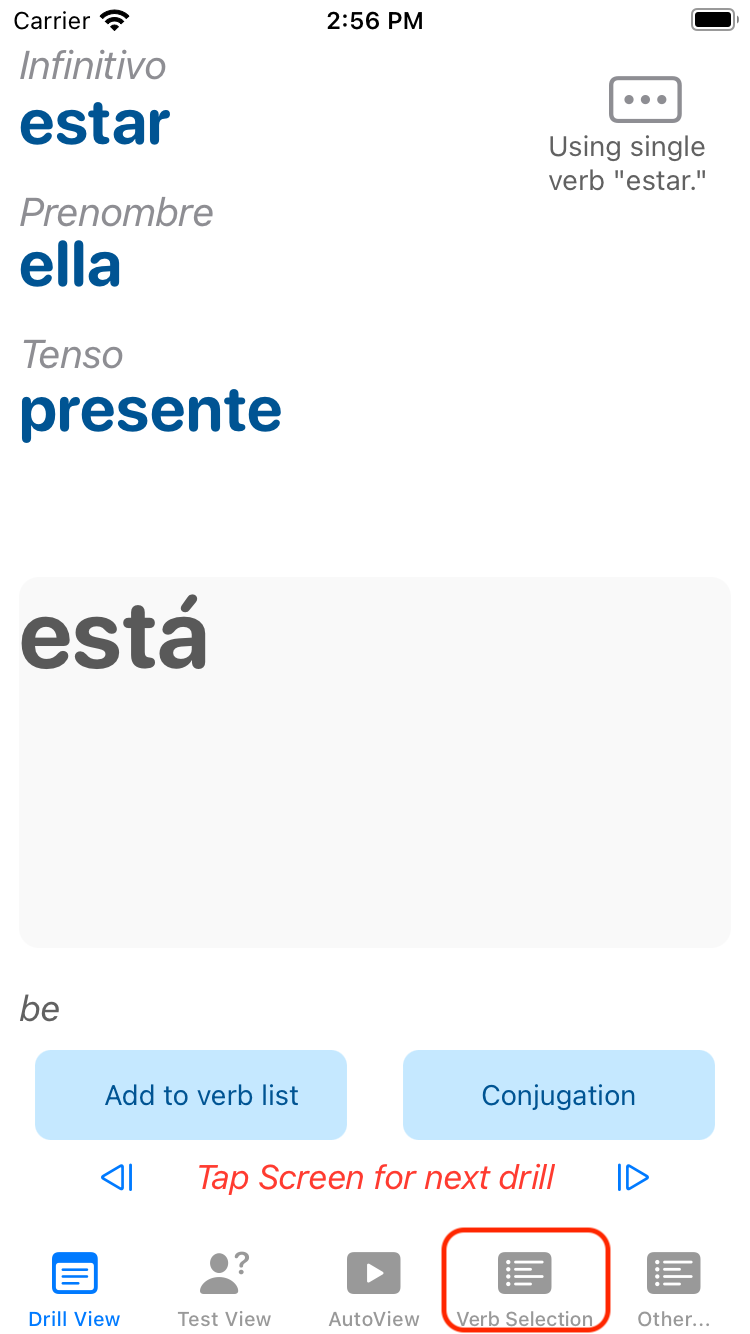 Carrier 2:56 PM
Infinitivo
estar
Using single
verb "estar."
Prenombre
ella
Tenso
presente
está
be
Add to verb list Conjugation
Tap Screen for next drill
Drill View Test View AutoView Verb Selection Other...